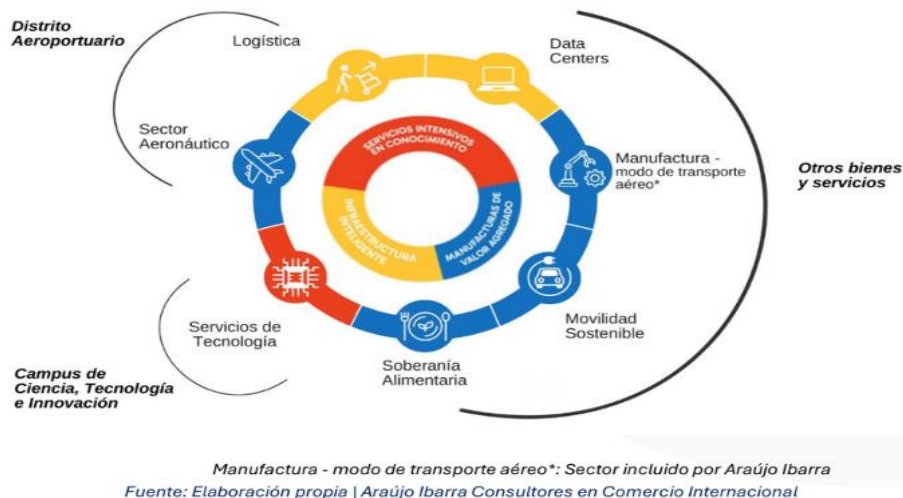 Distrito
Aeroportuario
Logística
Data
Centers
Sector
Aeronáutico
SERVICIOS INTENSIVOS
EN CONOCIMIENTO
INFRAESTRUCTURA
INTELIGENTE
MANUFACTURAS DE
VALOR AGREGADO
Manufactura -
modo de transporte
aéreo*
Otros bienes
y servicios
Servicios de
Tecnología
Movilidad
Sostenible
Soberanía
Alimentaria
Campus de
Ciencia, Tecnología
e Innovación
Manufactura - modo de transporte aéreo*: Sector incluido por Araújo Ibarra
Fuente: Elaboración propia | Araújo Ibarra Consultores en Comercio Internacional